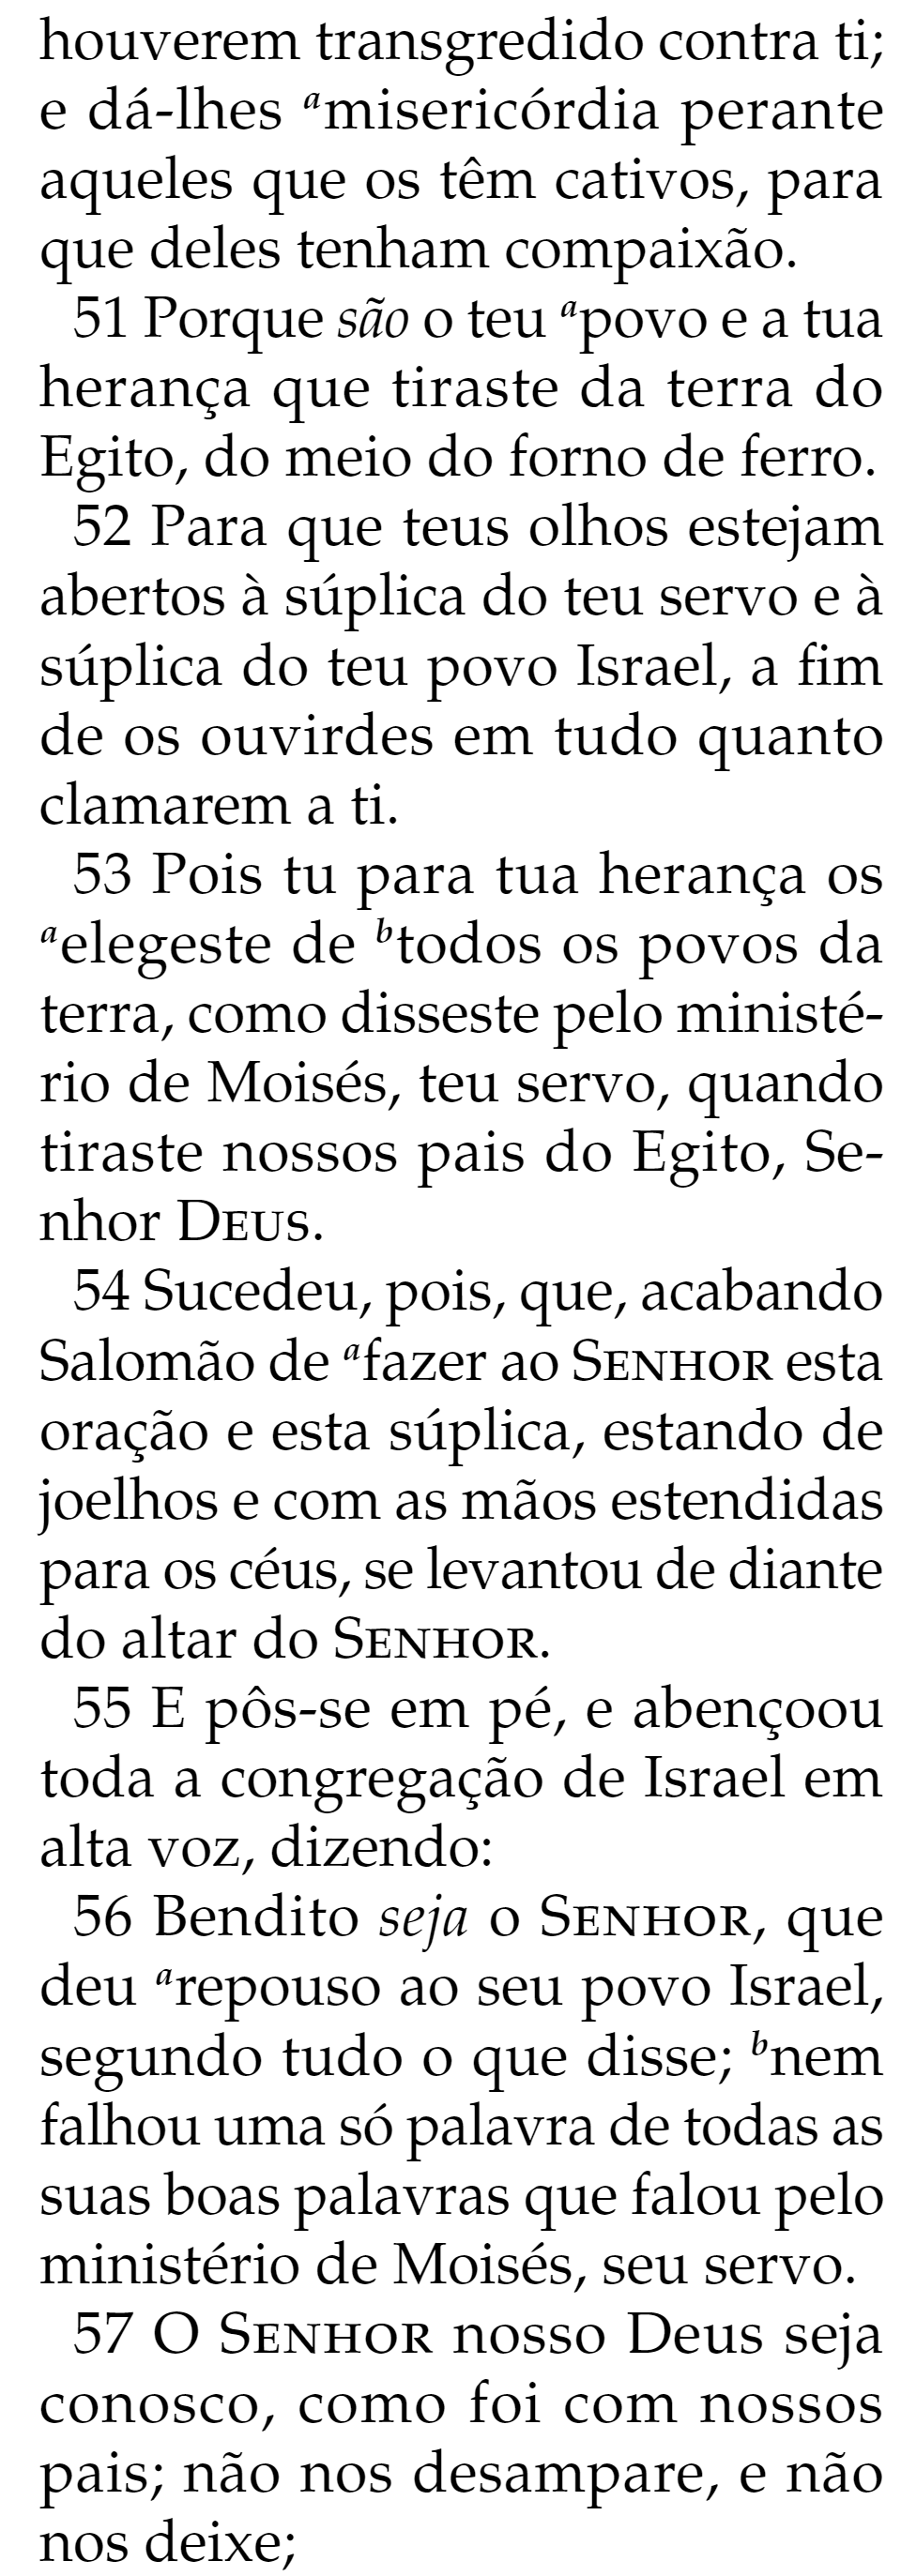 houverem transgredido contra ti;
e dá-lhes ᵃmisericórdia perante
aqueles que os têm cativos, para
que deles tenham compaixão.
51 Porque são o teu ᵃpovo e a tua
herança que tiraste da terra do
Egito, do meio do forno de ferro.
52 Para que teus olhos estejam
abertos à súplica do teu servo e à
súplica do teu povo Israel, a fim
de os ouvirdes em tudo quanto
clamarem a ti.
53 Pois tu para tua herança os
ᵃelegeste de ᵇtodos os povos da
terra, como disseste pelo ministé-
rio de Moisés, teu servo, quando
tiraste nossos pais do Egito, Se-
nhor DEUS.
54 Sucedeu, pois, que, acabando
Salomão de ᵃfazer ao SENHOR esta
oração e esta súplica, estando de
joelhos e com as mãos estendidas
para os céus, se levantou de diante
do altar do SENHOR.
55 E pôs-se em pé, e abençoou
toda a congregação de Israel em
alta voz, dizendo:
56 Bendito seja o SENHOR, que
deu ᵃrepouso ao seu povo Israel,
segundo tudo o que disse; ᵇnem
falhou uma só palavra de todas as
suas boas palavras que falou pelo
ministério de Moisés, seu servo.
57 O SENHOR nosso Deus seja
conosco, como foi com nossos
pais; não nos desampare, e não
nos deixe;